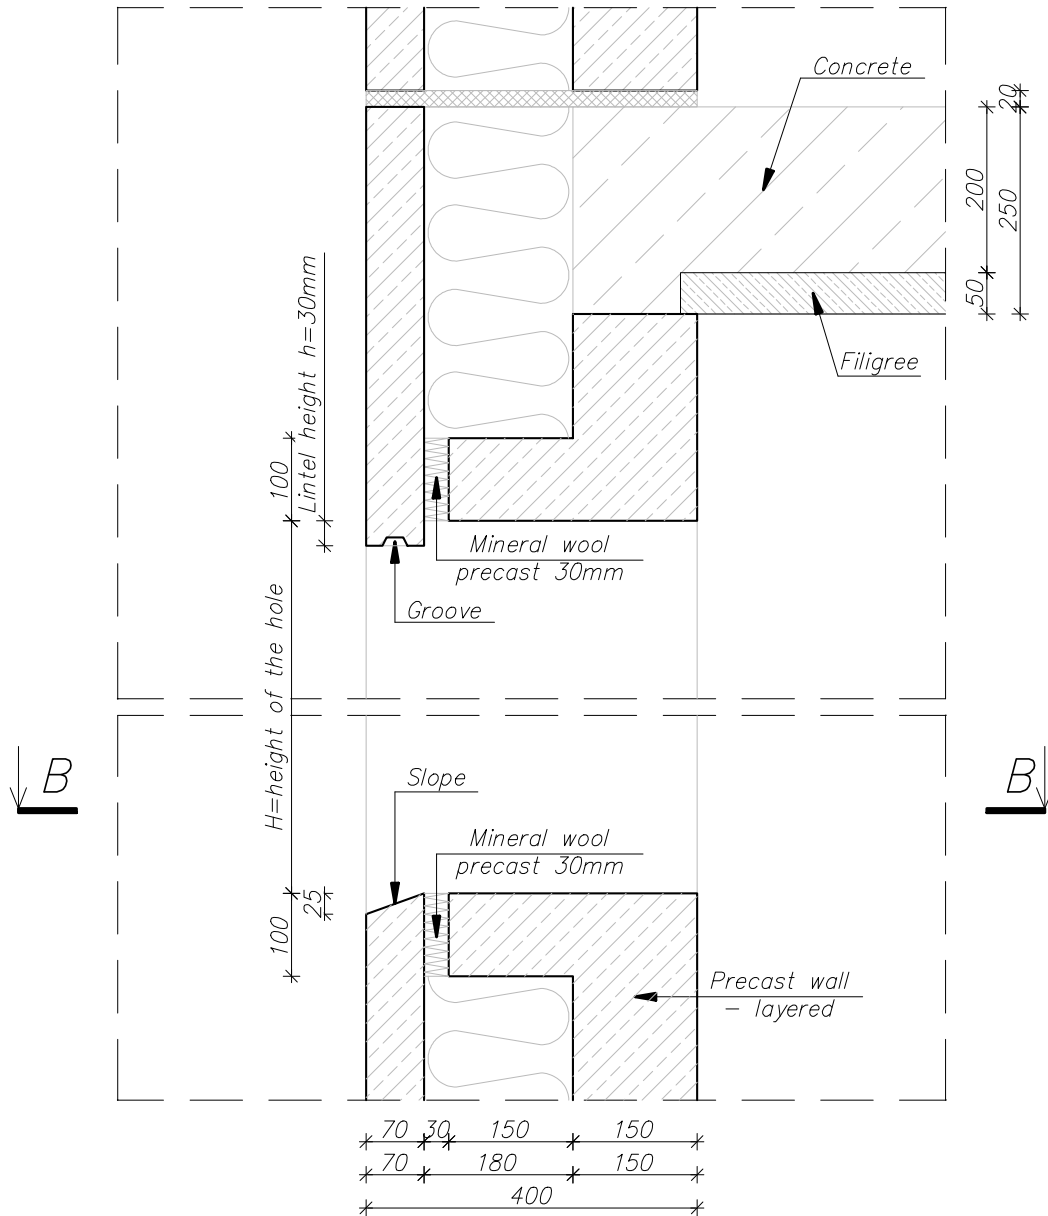 Concrete
20
200
250
50
Filigree
Lintel height h=30mm
100
Mineral wool
precast 30mm
Groove
H=height of the hole
B
B
Slope
Mineral wool
precast 30mm
25
100
Precast wall
- layered
70 30 150 150
70 180 150
400